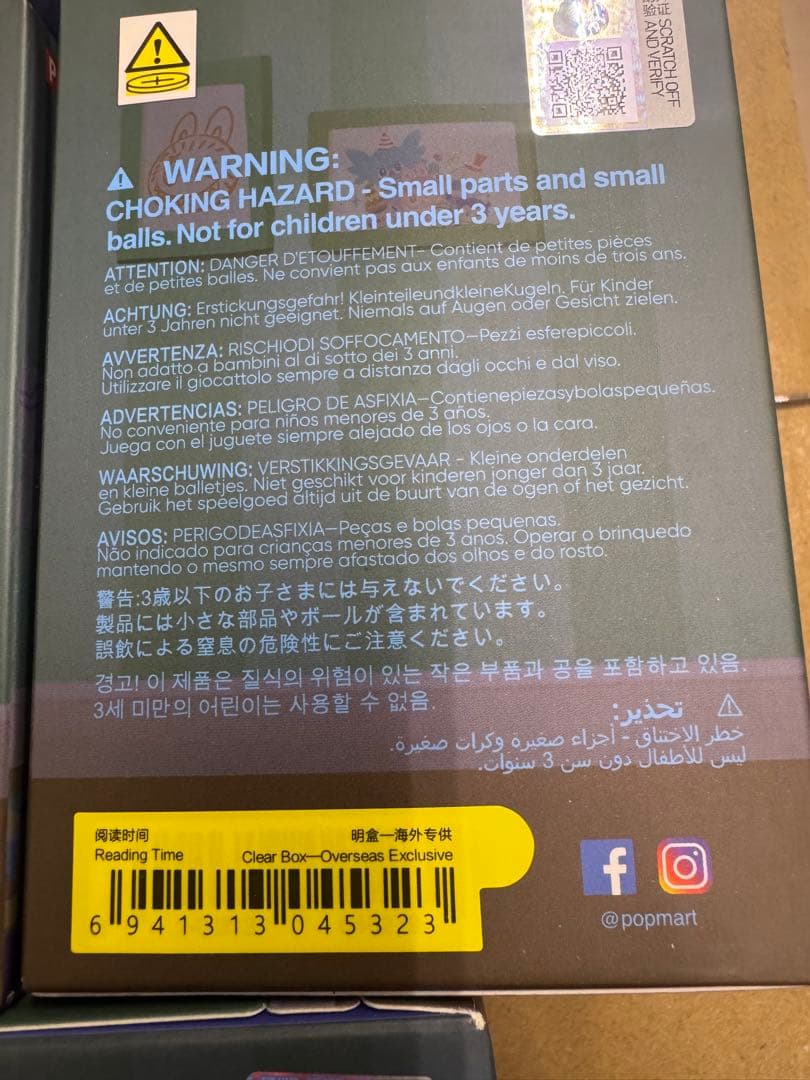 刮 验 证 SCRATCH OFF
AND VERIFY
WARNING:
CHOKING HAZARD - Small parts and small
balls. Not for children under 3 years.
ATTENTION: DANGER D'ETOUFFEMENT- Contient de petites pièces
et de petites balles. Ne convient pas aux enfants de moins de trois ans.
ACHTUNG: Erstickungsgefahr! KleinteileundkleineKugeln. Für Kinder
unter 3 Jahren nicht geeignet. Niemals auf Augen oder Gesicht zielen.
AVVERTENZA: RISCHIODI SOFFOCAMENTO—Pezzi esferepiccoli.
Non adatto a bambini al di sotto dei 3 anni.
Utilizzare il giocattolo sempre a distanza dagli occhi e dal viso.
ADVERTENCIAS: PELIGRO DE ASFIXIA—Contienepiezasybolaspequeñas.
No conveniente para niños menores de 3 años.
Juega con el juguete siempre alejado de los ojos o la cara.
WAARSCHUWING: VERSTIKKINGSGEVAAR - Kleine onderdelen
en kleine balletjes. Niet geschikt voor kinderen jonger dan 3 jaar.
Gebruik het speelgoed altijd uit de buurt van de ogen of het gezicht.
AVISOS: PERIGODEASFIXIA—Peças e bolas pequenas.
Não indicado para crianças menores de 3 anos. Operar o brinquedo
mantendo o mesmo sempre afastado dos olhos e do rosto.
警告:3歳以下のお子さまには与えないでください。
製品には小さな部品やボールが含まれています。
誤飲による窒息の危険性にご注意ください。
경고! 이 제품은 질식의 위험이 있는 작은 부품과 공을 포함하고 있음.
3세 미만의 어린이는 사용할 수 없음.
تحذير:
خطر الاختناق - أجزاء صغيرة وكرات صغيرة.
ليس للأطفال دون سن 3 سنوات.
阅读时间 明盒—海外专供
Reading Time Clear Box—Overseas Exclusive
6 941313 045323
@popmart